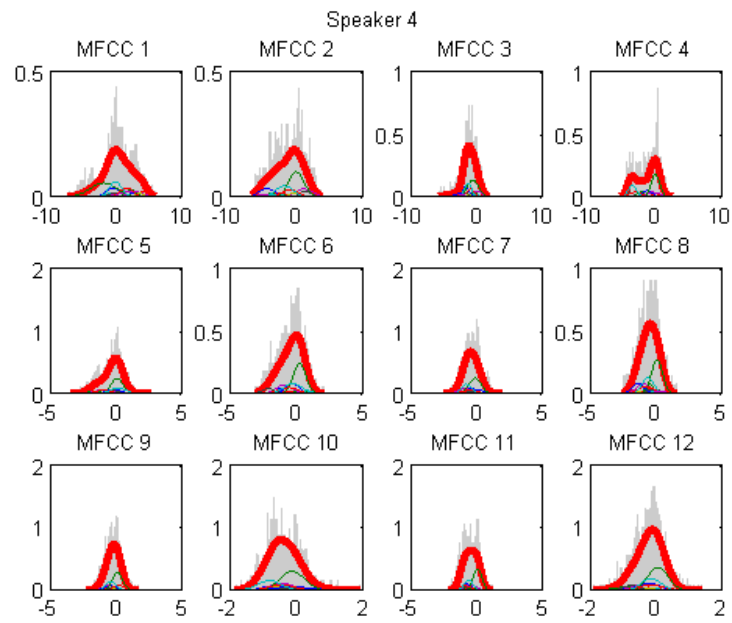 Speaker 4
MFCC 1 MFCC 2 MFCC 3 MFCC 4
0.5 0.5 1 1
0.5 0.5
0 0 0 0
-10 0 10 -10 0 10 -10 0 10 -10 0 10
MFCC 5 MFCC 6 MFCC 7 MFCC 8
2 1 2 1
1 0.5 1 0.5
0 0 0 0
-5 0 5 -5 0 5 -5 0 5 -5 0 5
MFCC 9 MFCC 10 MFCC 11 MFCC 12
2 2 2 2
1 1 1 1
0 0 0 0
-5 0 5 -2 0 2 -5 0 5 -2 0 2